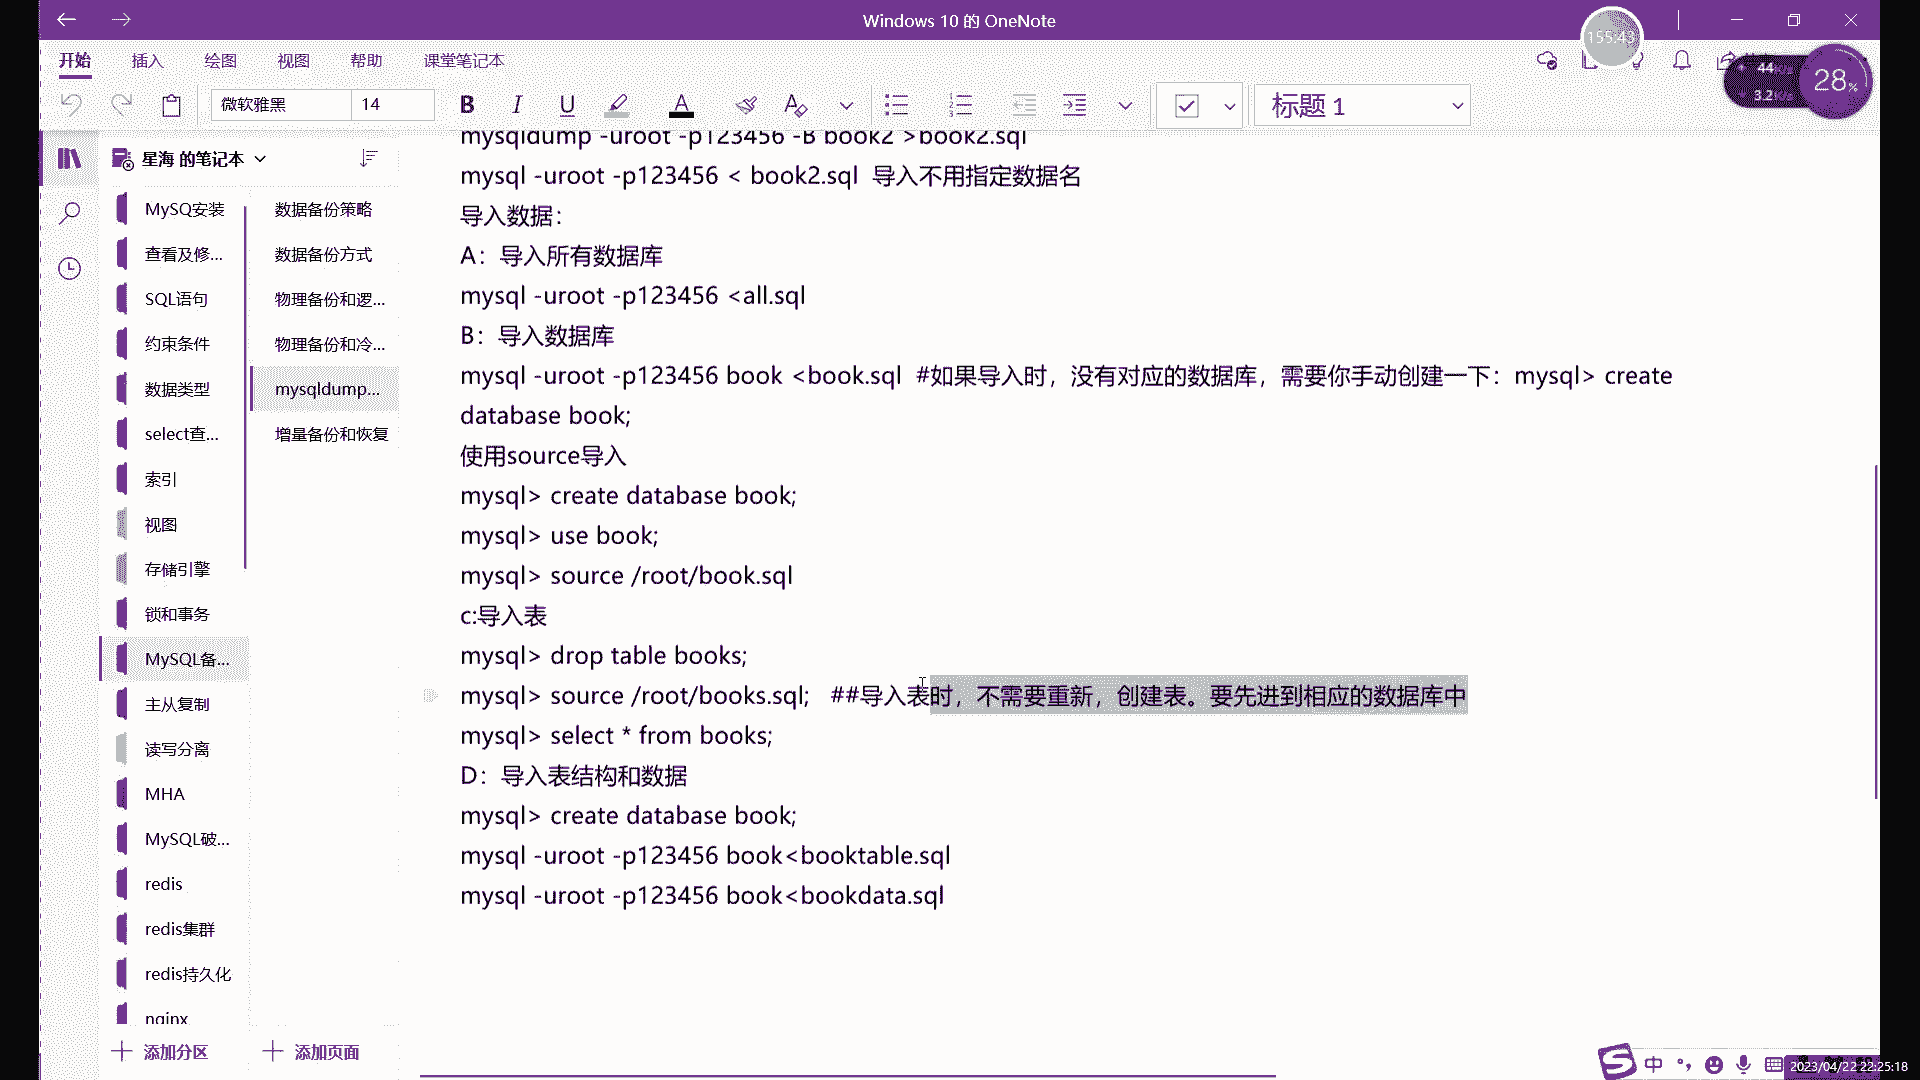 Windows 10 的 OneNote
155:43
开始 插入 绘图 视图 帮助 课堂笔记本
44
3.2
28%
微软雅黑 14 B I U A 标题 1
星海 的笔记本
MySQ安装
查看及修...
SQL语句
约束条件
数据类型
select查...
索引
视图
存储引擎
锁和事务
MySQL备...
主从复制
读写分离
MHA
MySQL破...
redis
redis集群
redis持久化
nginx
添加分区
数据备份策略
数据备份方式
物理备份和逻...
物理备份和冷...
mysqldump...
增量备份和恢复
添加页面
mysqldump -uroot -p123456 -B book2 >book2.sql
mysql -uroot -p123456 < book2.sql 导入不用指定数据名
导入数据：
A：导入所有数据库
mysql -uroot -p123456 <all.sql
B：导入数据库
mysql -uroot -p123456 book <book.sql #如果导入时，没有对应的数据库，需要你手动创建一下：mysql> create
database book;
使用source导入
mysql> create database book;
mysql> use book;
mysql> source /root/book.sql
c:导入表
mysql> drop table books;
mysql> source /root/books.sql; ##导入表时，不需要重新，创建表。要先进到相应的数据库中
mysql> select * from books;
D：导入表结构和数据
mysql> create database book;
mysql -uroot -p123456 book<booktable.sql
mysql -uroot -p123456 book<bookdata.sql
中
2023/04/22 22:25:18